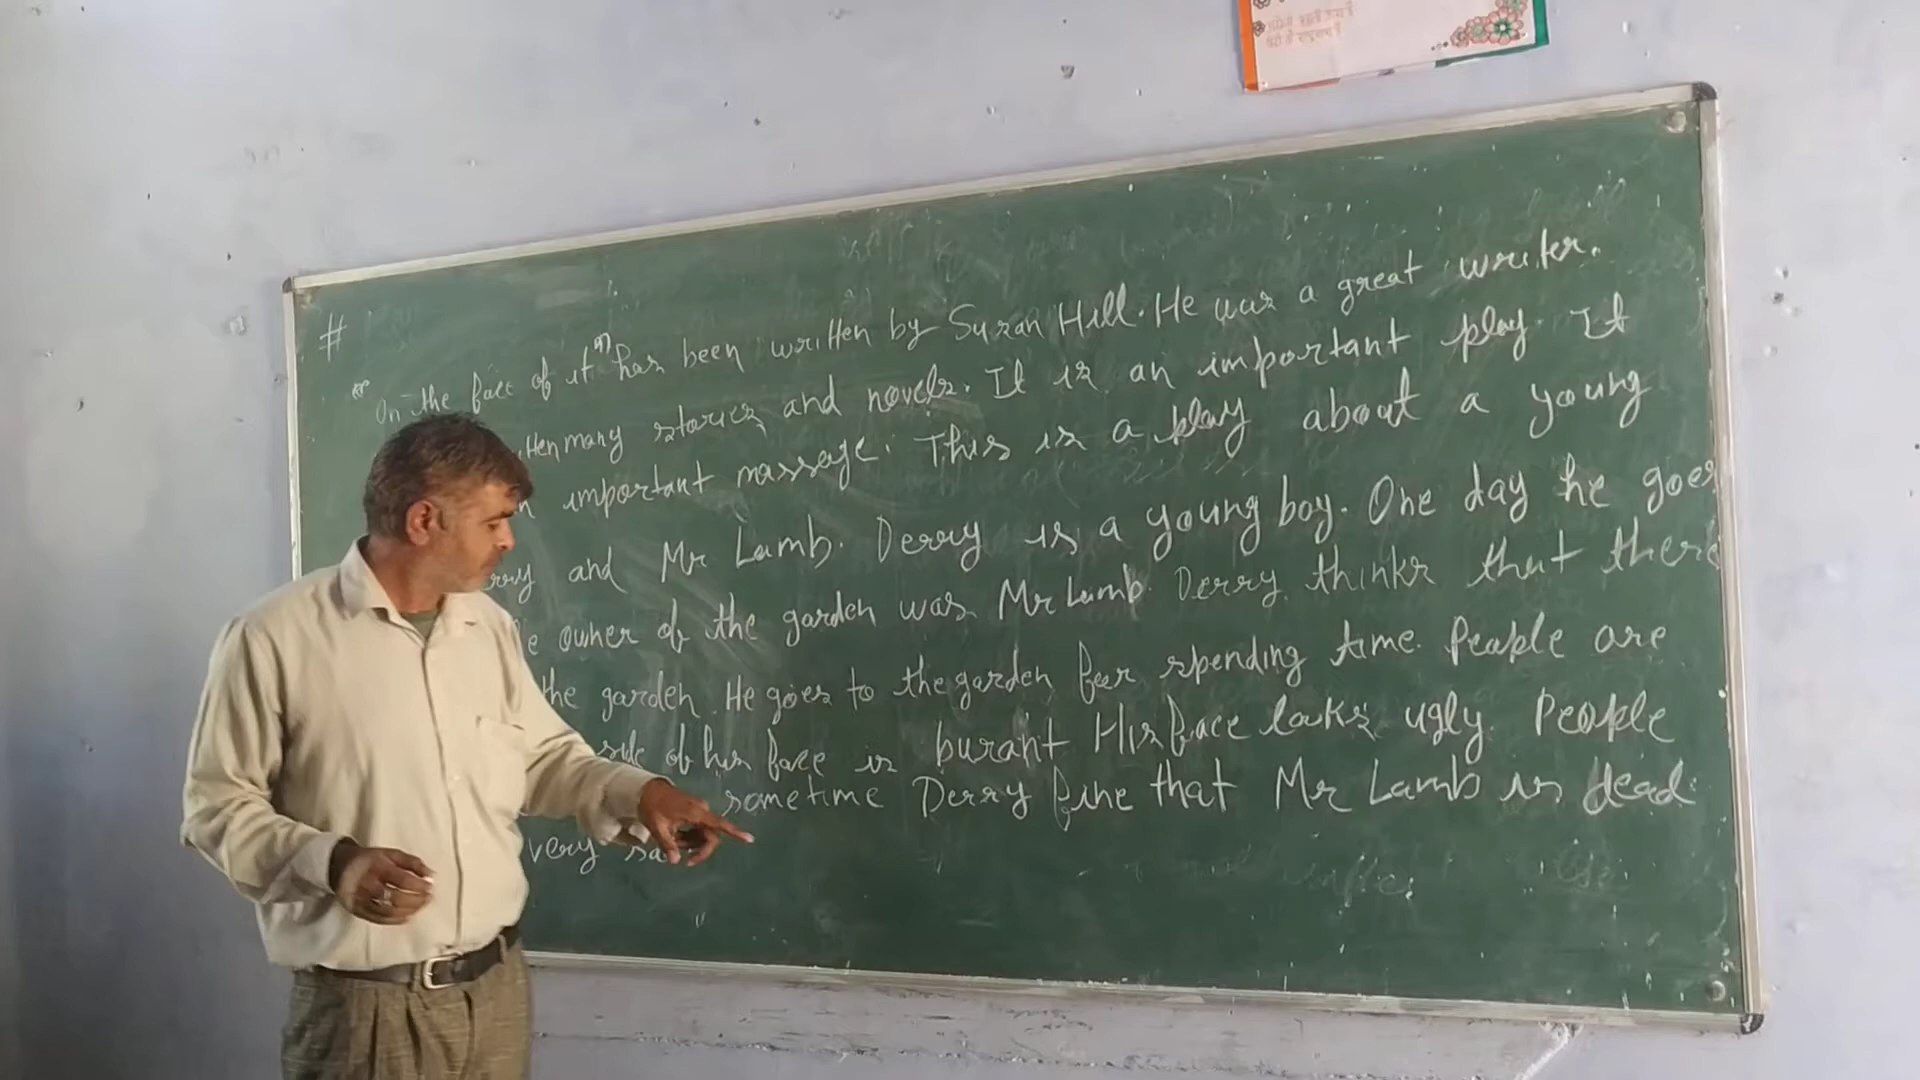 #
On the face of it" has been written by Suzan Hill. He was a great writer.
many stories and novels. It is an important play. It
important massage. This is a play about a young
and Mr Lamb. Derry is a young boy. One day he goes
owner of the garden was Mr Lamb. Derry thinks that there
the garden. He goes to the garden for spending time. Peaple are
side of his face is burant His face looks ugly. People
sometime Derry fine that Mr Lamb is dead.
very